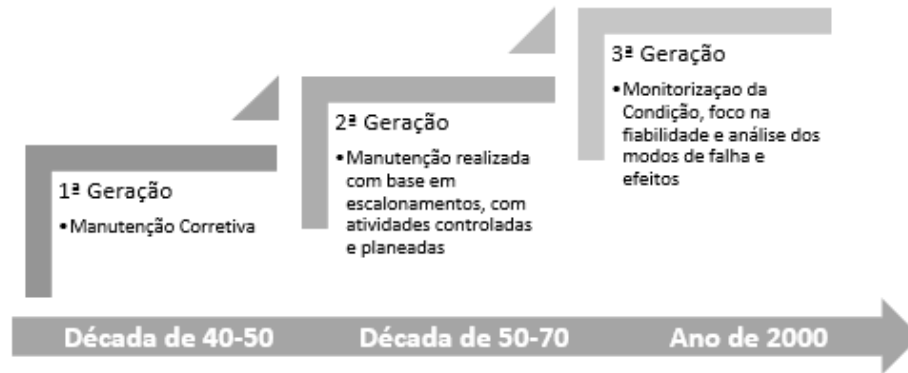 1ª Geração
•Manutenção Corretiva
2ª Geração
•Manutenção realizada
com base em
escalonamentos, com
atividades controladas
e planeadas
3ª Geração
•Monitorizaçao da
Condição, foco na
fiabilidade e análise dos
modos de falha e
efeitos
Década de 40-50
Década de 50-70
Ano de 2000